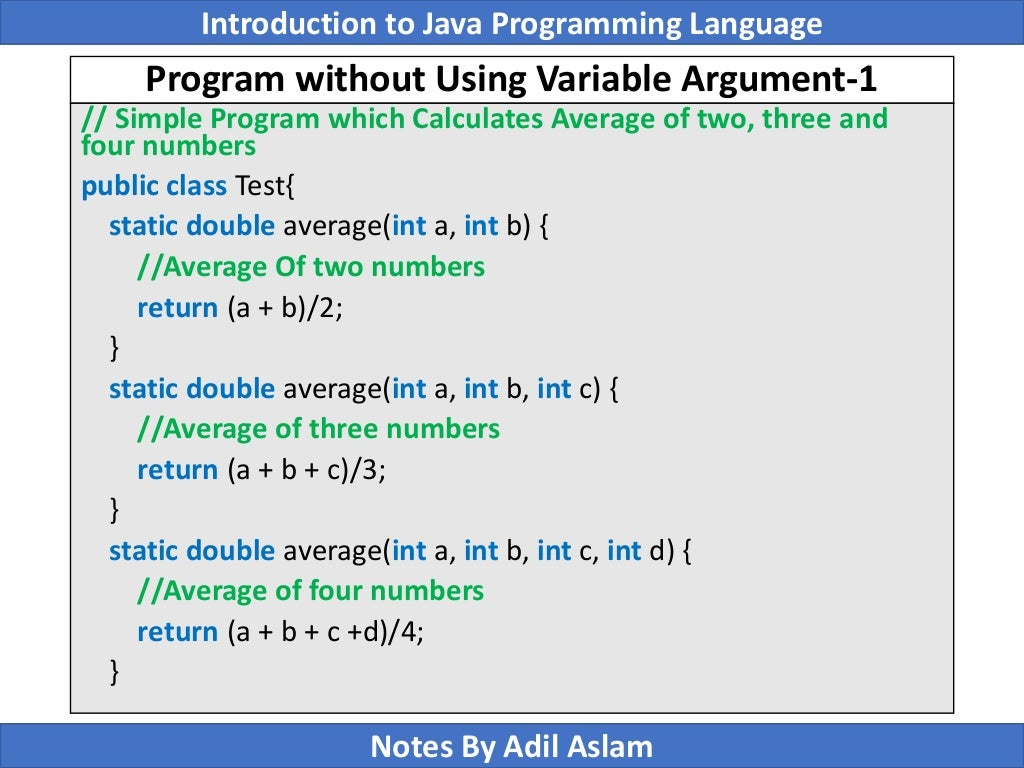 Introduction to Java Programming Language
Program without Using Variable Argument-1
// Simple Program which Calculates Average of two, three and
four numbers
public class Test{
static double average(int a, int b) {
//Average Of two numbers
return (a + b)/2;
}
static double average(int a, int b, int c) {
//Average of three numbers
return (a + b + c)/3;
}
static double average(int a, int b, int c, int d) {
//Average of four numbers
return (a + b + c +d)/4;
}
Notes By Adil Aslam